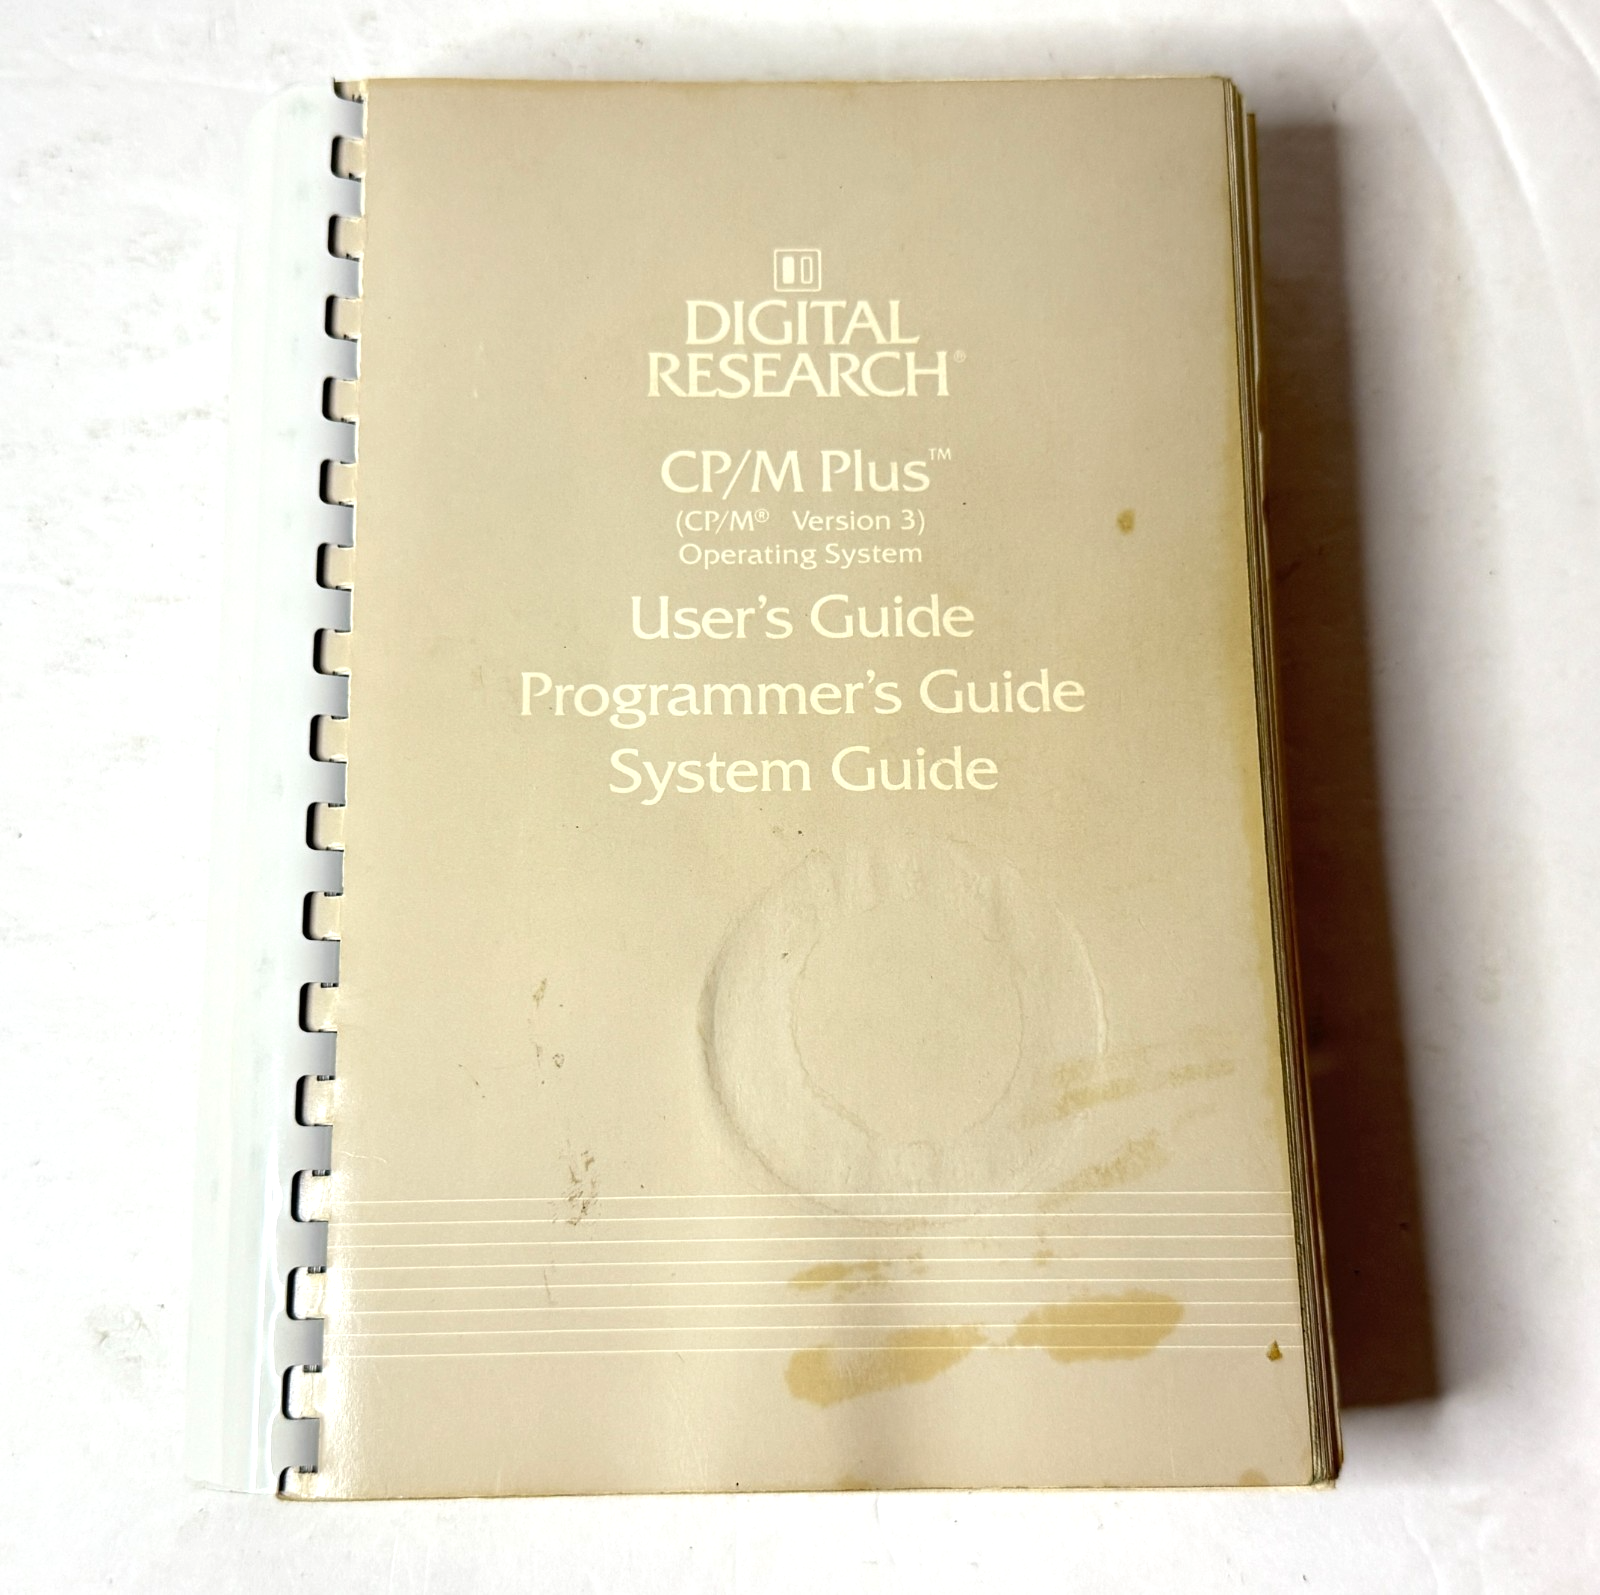 DIGITAL
RESEARCH®
CP/M Plus™
(CP/M® Version 3)
Operating System
User's Guide
Programmer's Guide
System Guide